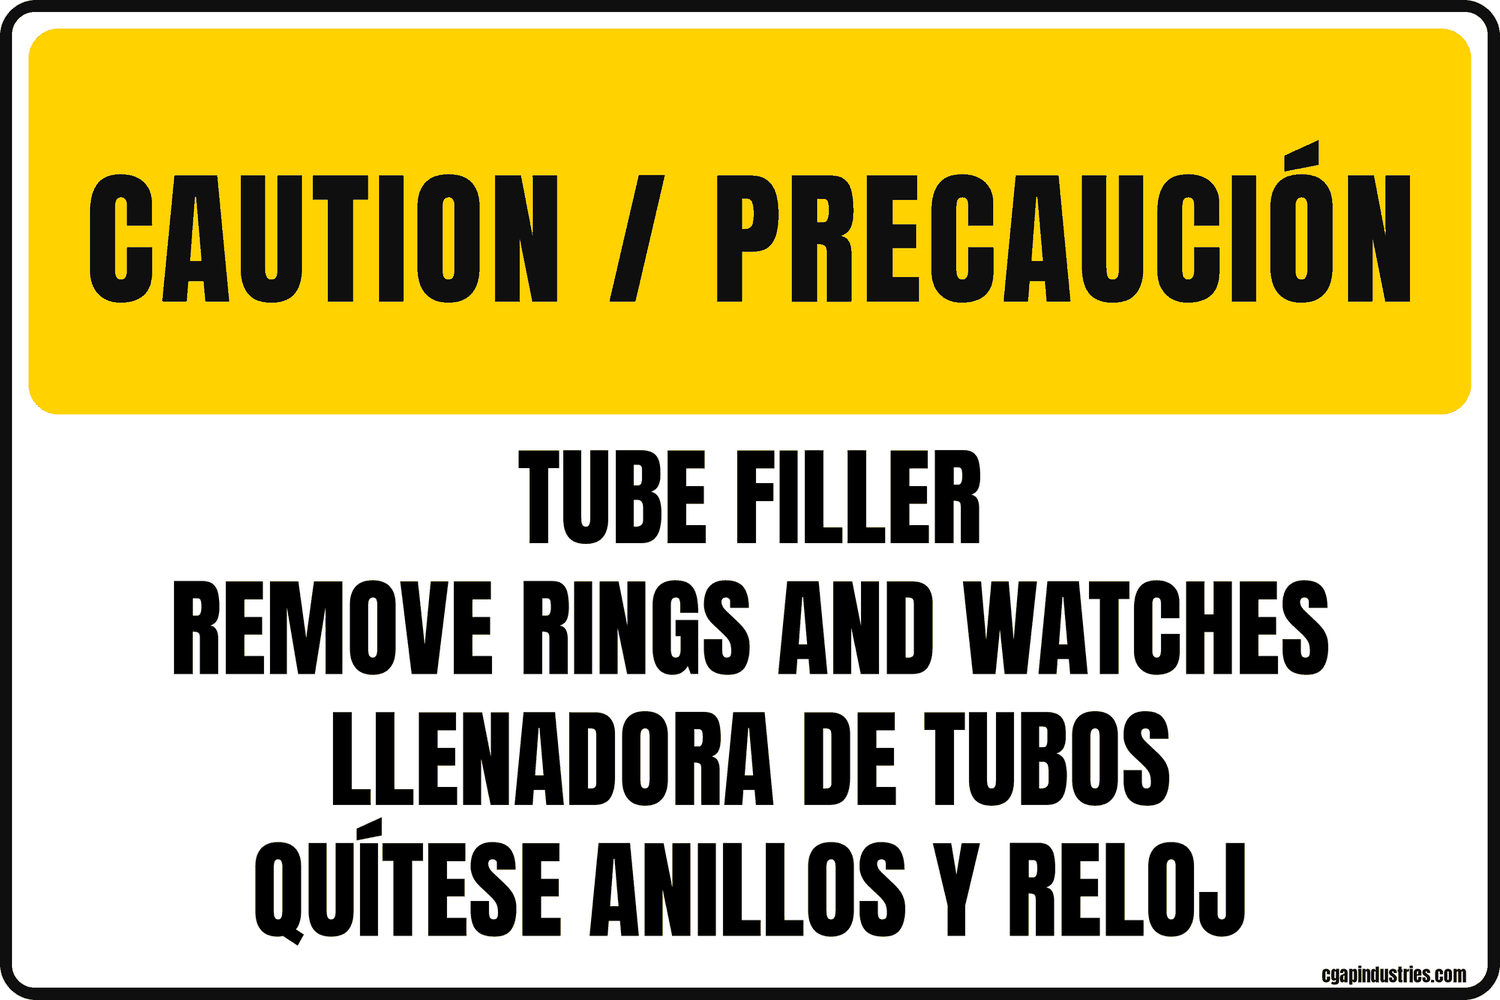 CAUTION / PRECAUCIÓN
TUBE FILLER
REMOVE RINGS AND WATCHES
LLENADORA DE TUBOS
QUÍTESE ANILLOS Y RELOJ
cgapindustries.com